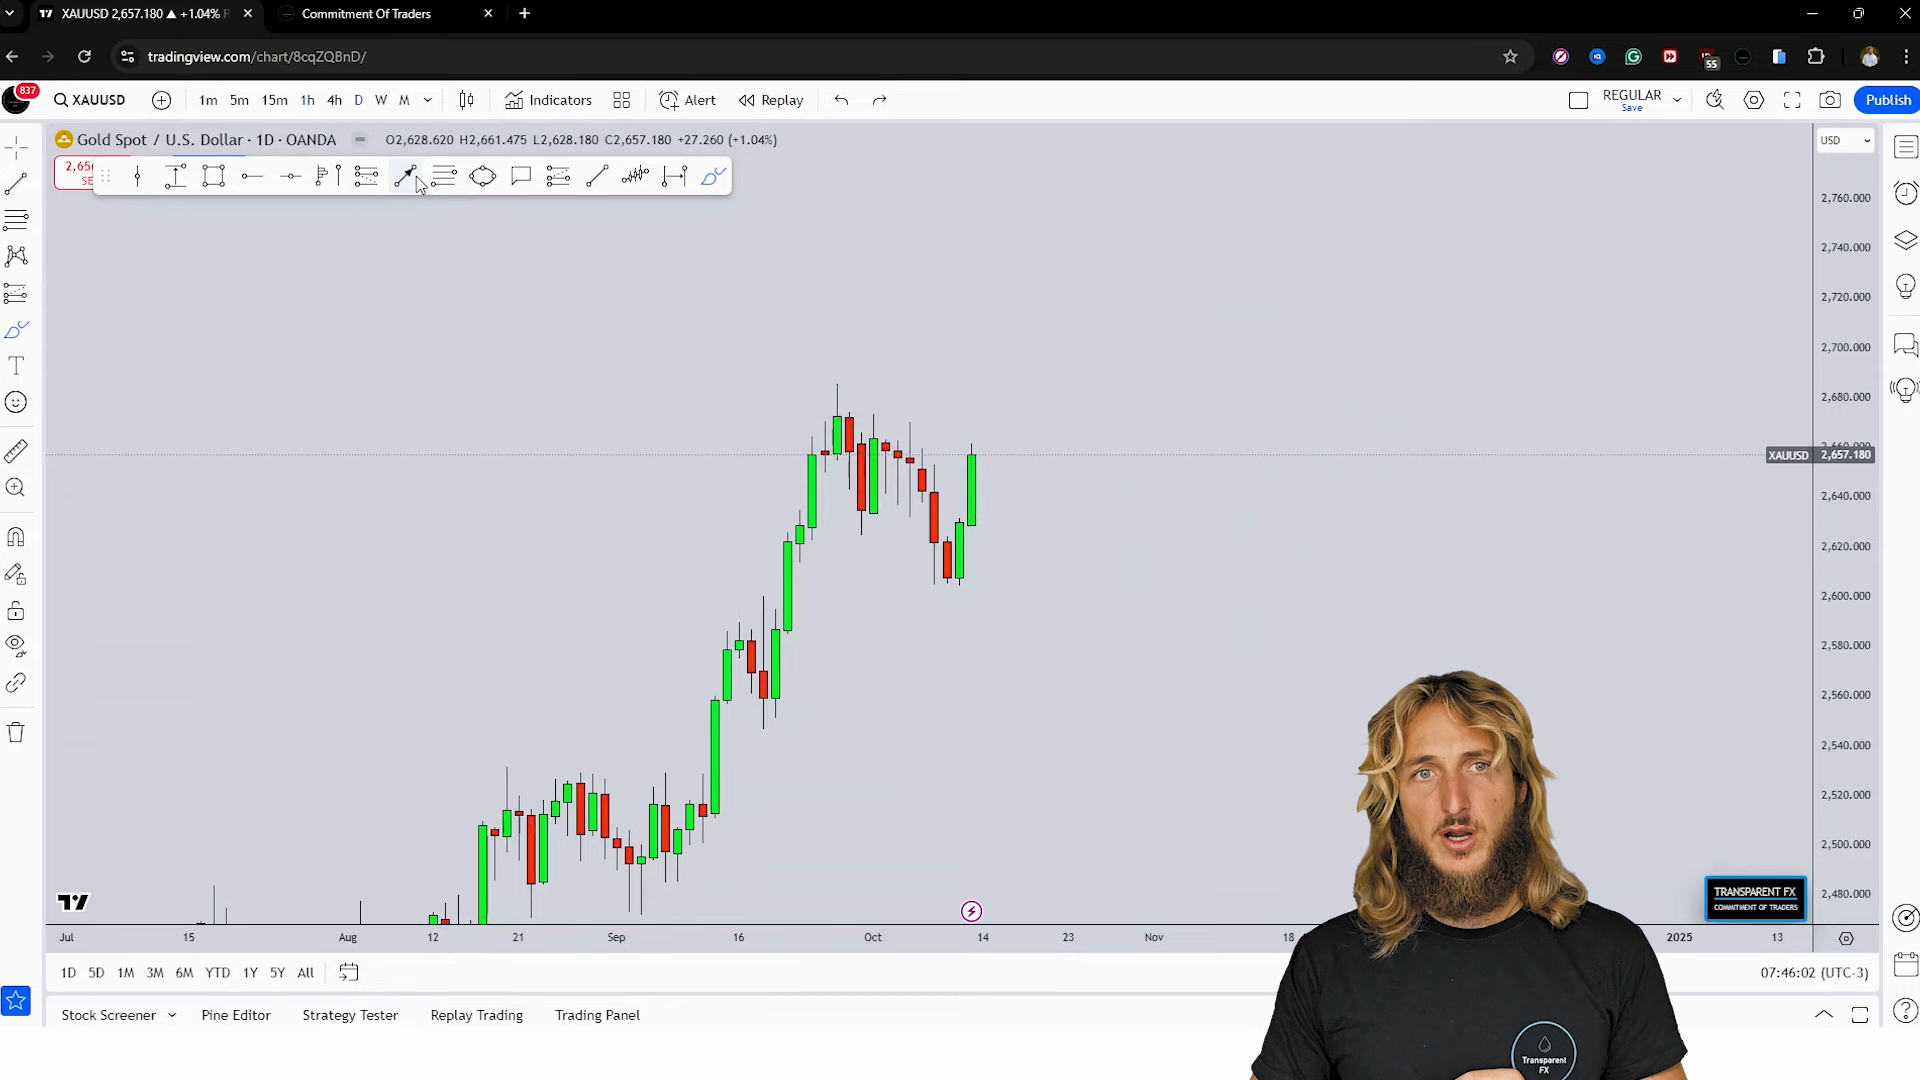 XAUUSD 2,657.180 ▲ +1.04% R
Commitment Of Traders
tradingview.com/chart/8cqZQBnD/
55
837
XAUUSD
1m 5m 15m 1h 4h D W M
Indicators
Alert
Replay
REGULAR
Save
Publish
Gold Spot / U.S. Dollar · 1D · OANDA
O2,628.620 H2,661.475 L2,628.180 C2,657.180 +27.260 (+1.04%)
USD
2,760.000
2,740.000
2,720.000
2,700.000
2,680.000
2,660.000
XAUUSD 2,657.180
2,640.000
2,620.000
2,600.000
2,580.000
2,560.000
2,540.000
2,520.000
2,500.000
2,480.000
TRANSPARENT FX
COMMITMENT OF TRADERS
Jul 15 Aug 12 21 Sep 16 Oct 14 23 Nov 18 2025 13
1D 5D 1M 3M 6M YTD 1Y 5Y All
07:46:02 (UTC-3)
Stock Screener Pine Editor Strategy Tester Replay Trading Trading Panel
Transparent
FX